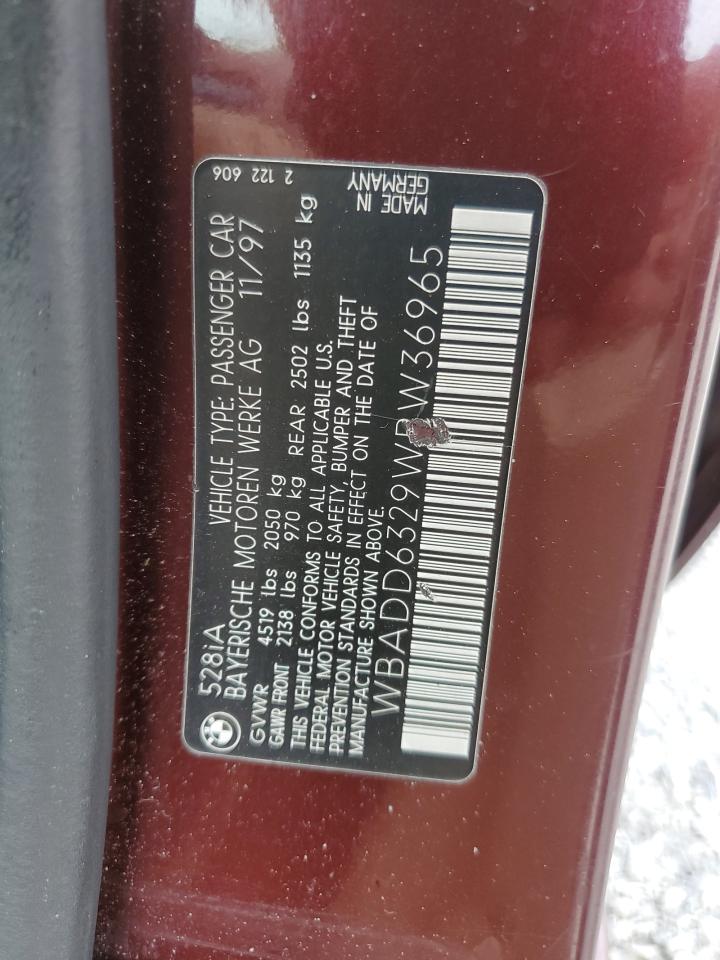 528iA VEHICLE TYPE: PASSENGER CAR 2 122 606
BAYERISCHE MOTOREN WERKE AG 11/97
GVWR 4519 lbs 2050 kg
GAWR FRONT 2138 lbs 970 kg REAR 2502 lbs 1135 kg
THIS VEHICLE CONFORMS TO ALL APPLICABLE U.S.
FEDERAL MOTOR VEHICLE SAFETY, BUMPER AND THEFT
PREVENTION STANDARDS IN EFFECT ON THE DATE OF
MANUFACTURE SHOWN ABOVE.
MADE IN
GERMANY
WBADD6329WBW36965